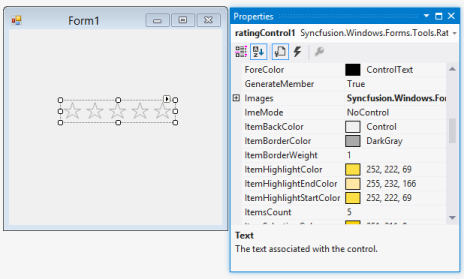 Form1
Properties
ratingControl1 Syncfusion.Windows.Forms.Tools.Rat
ForeColor ControlText
GenerateMember True
Images Syncfusion.Windows.Fo
ImeMode NoControl
ItemBackColor Control
ItemBorderColor DarkGray
ItemBorderWeight 1
ItemHighlightColor 252, 222, 69
ItemHighlightEndColor 255, 232, 166
ItemHighlightStartColor 252, 222, 69
ItemsCount 5
Text
The text associated with the control.